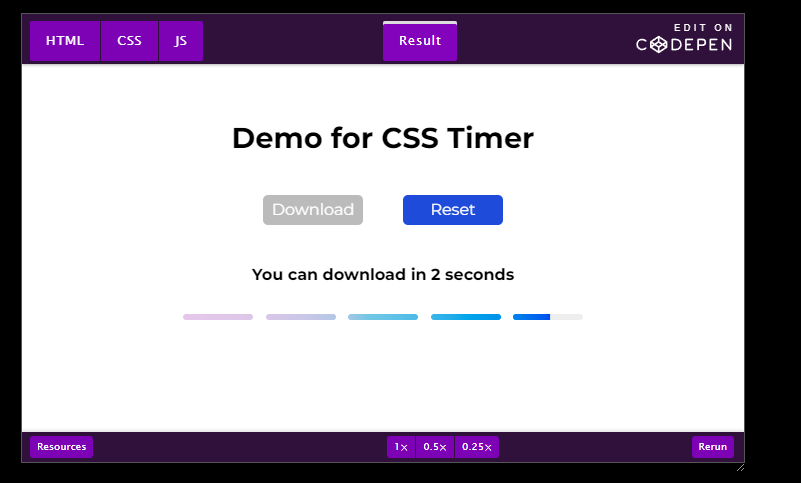 HTML CSS JS Result EDIT ON
CODEPEN
Demo for CSS Timer
Download Reset
You can download in 2 seconds
Resources 1× 0.5× 0.25× Rerun